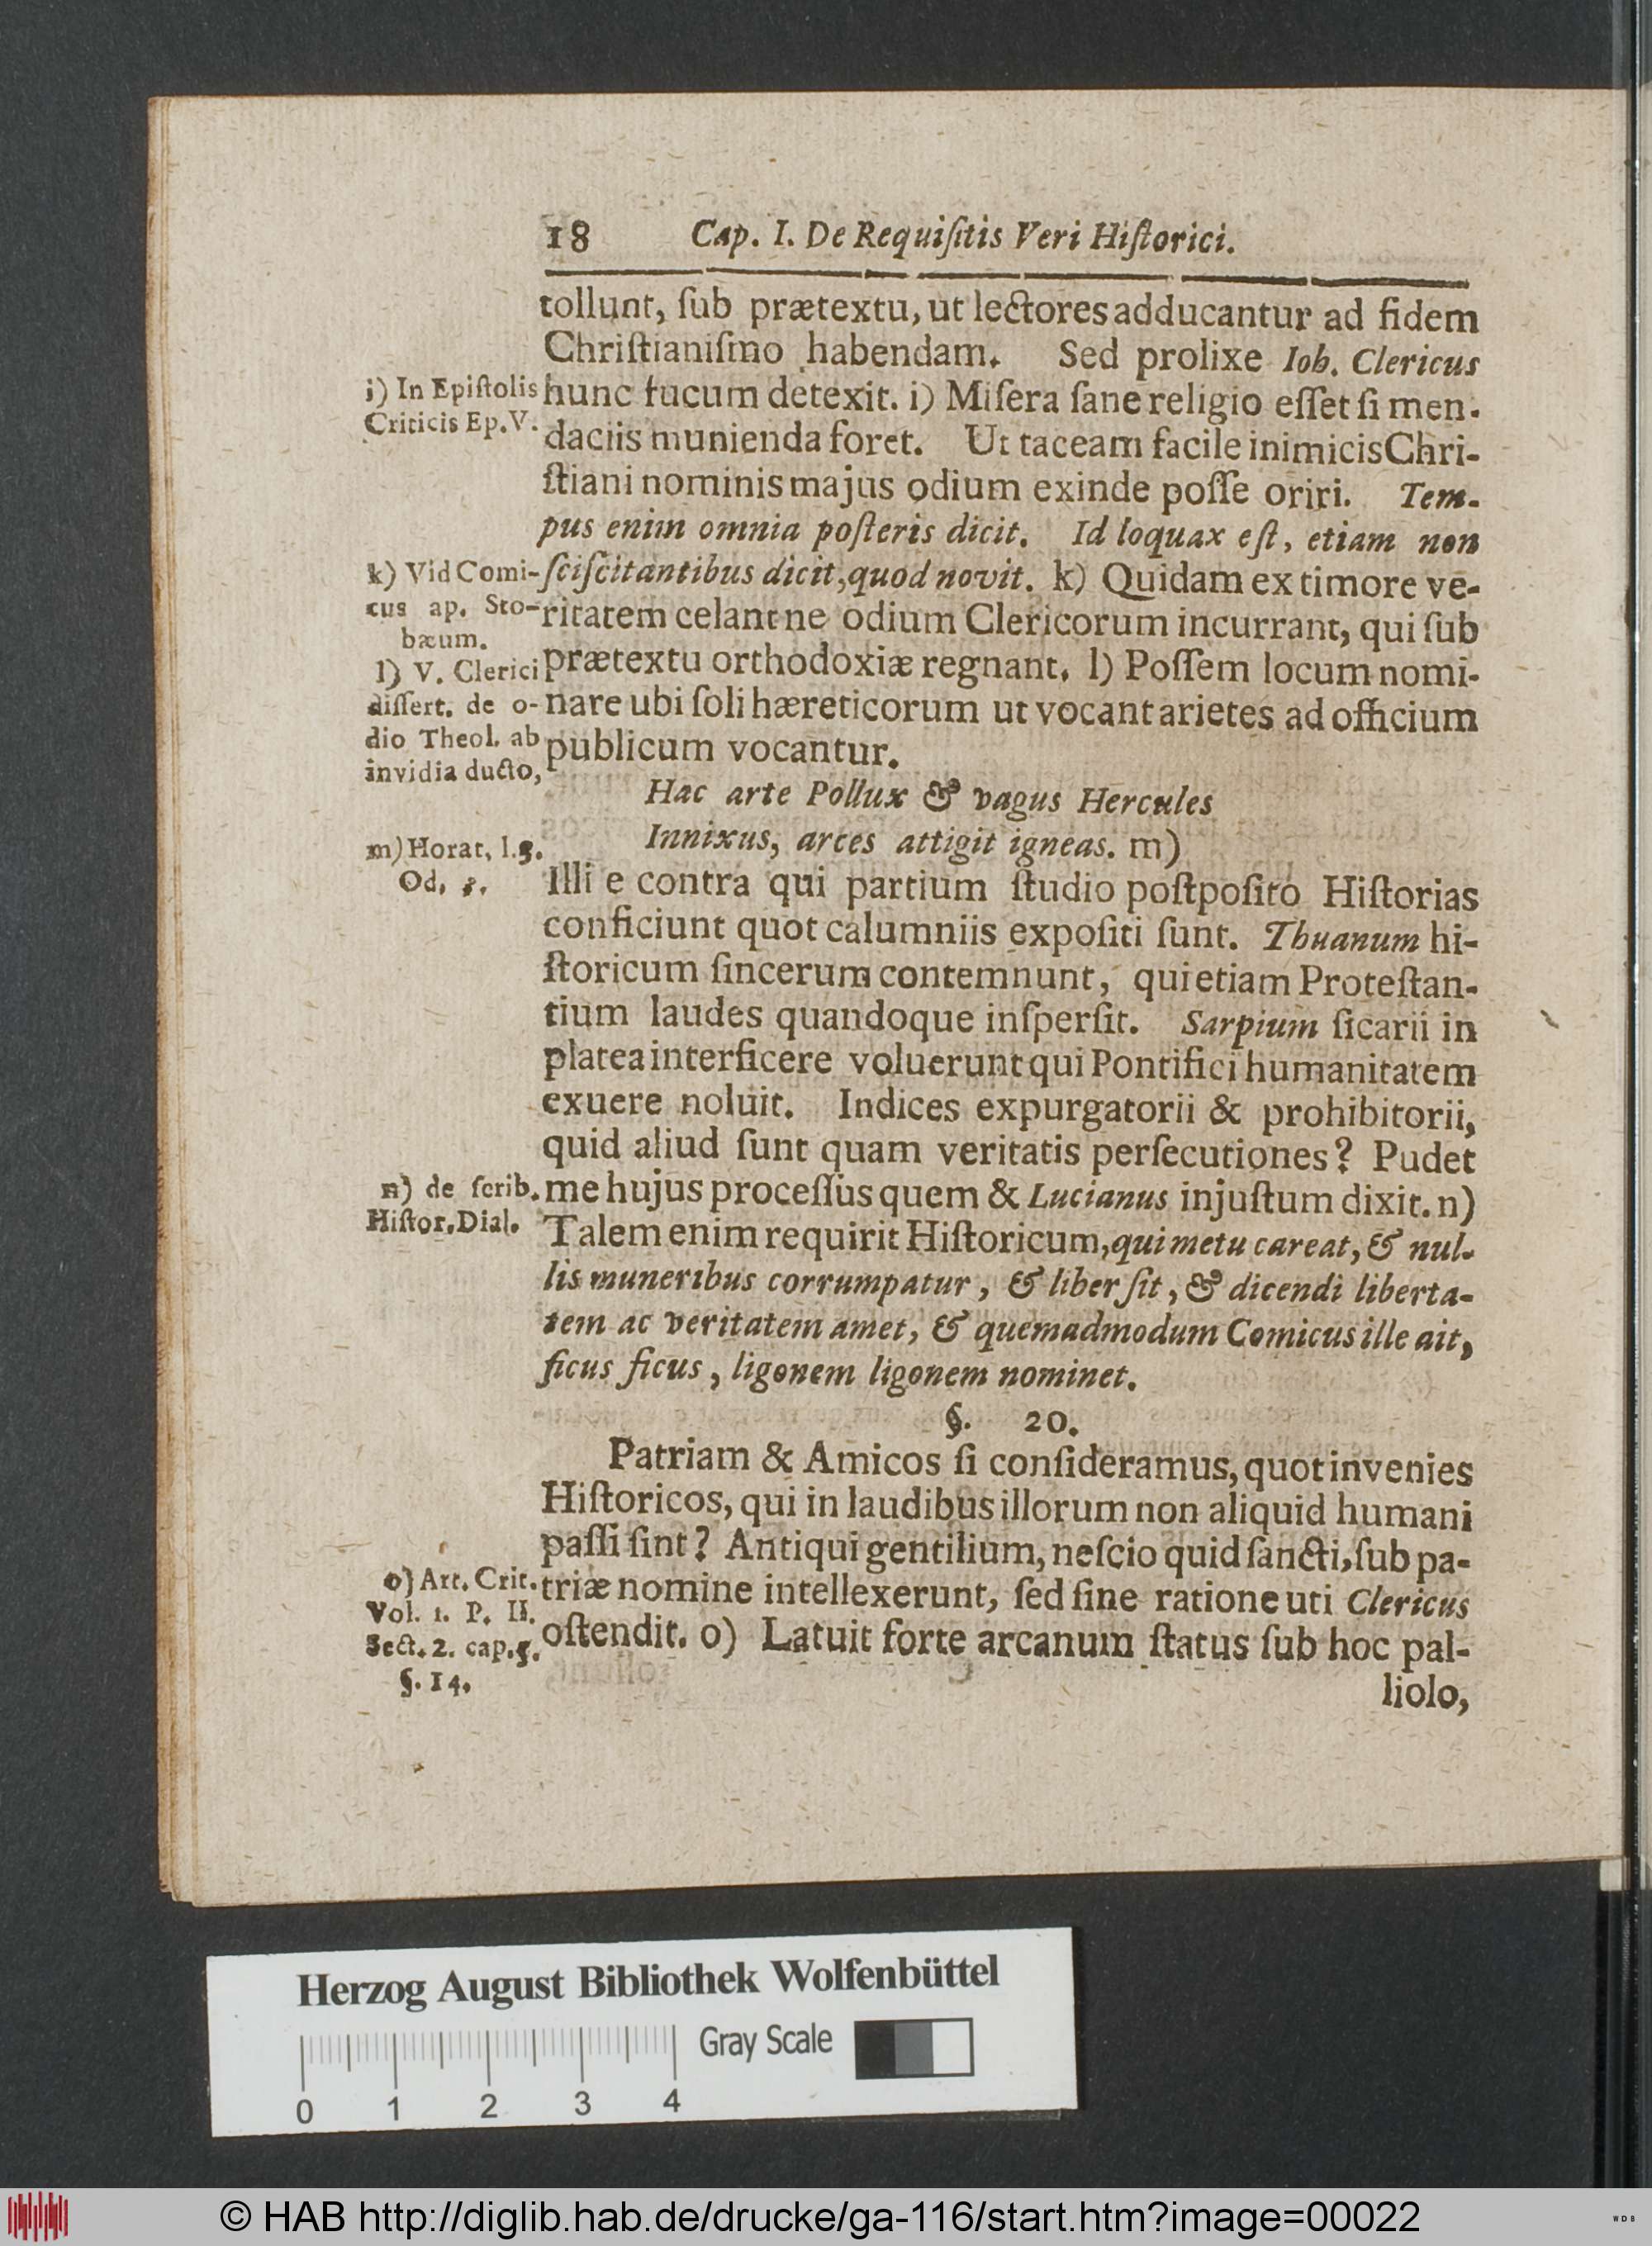 18 Cap. I. De Requiſitis Veri Hiſtorici.
tollunt, ſub prætextu, ut lectores adducantur ad fidem
Chriſtianiſmo habendam. Sed prolixe Ioh. Clericus
hunc fucum detexit. i) Miſera ſane religio eſſet ſi men-
daciis munienda foret. Ut taceam facile inimicis Chri-
ſtiani nominis majus odium exinde poſſe oriri. Tem-
pus enim omnia poſteris dicit. Id loquax eſt, etiam non
ſciſcitantibus dicit, quod novit. k) Quidam ex timore ve-
ritatem celant ne odium Clericorum incurrant, qui ſub
prætextu orthodoxiæ regnant. l) Poſſem locum nomi-
nare ubi ſoli hæreticorum ut vocant arietes ad officium
publicum vocantur.
Hac arte Pollux & vagus Hercules
Innixus, arces attigit igneas. m)
Illi e contra qui partium ſtudio poſtpoſito Hiſtorias
conficiunt quot calumniis expoſiti ſunt. Thuanum hi-
ſtoricum ſincerum contemnunt, qui etiam Proteſtan-
tium laudes quandoque inſperſit. Sarpium ſicarii in
platea interficere voluerunt qui Pontifici humanitatem
exuere noluit. Indices expurgatorii & prohibitorii,
quid aliud ſunt quam veritatis perſecutiones? Pudet
me hujus proceſſus quem & Lucianus injuſtum dixit. n)
Talem enim requirit Hiſtoricum, qui metu careat, & nul-
lis muneribus corrumpatur, & liber ſit, & dicendi liberta-
tem ac veritatem amet, & quemadmodum Comicus ille ait,
ficus ficus, ligonem ligonem nominet.
§. 20.
Patriam & Amicos ſi conſideramus, quot invenies
Hiſtoricos, qui in laudibus illorum non aliquid humani
paſſi ſint? Antiqui gentilium, neſcio quid ſancti, ſub pa-
triæ nomine intellexerunt, ſed ſine ratione uti Clericus
oſtendit. o) Latuit forte arcanum ſtatus ſub hoc pal-
liolo,
i) In Epiſtolis
Criticis Ep. V.
k) Vid Comi-
cus ap. Sto-
bæum.
l) V. Clerici
diſſert. de o-
dio Theol. ab
invidia ducto,
m) Horat, l. 3.
Od. 3.
n) de ſcrib.
Hiſtor. Dial.
o) Art. Crit.
Vol. 1. P. II.
Sect. 2. cap. 5.
§. 14.
Herzog August Bibliothek Wolfenbüttel
Gray Scale
0 1 2 3 4
© HAB http://diglib.hab.de/drucke/ga-116/start.htm?image=00022
WDB